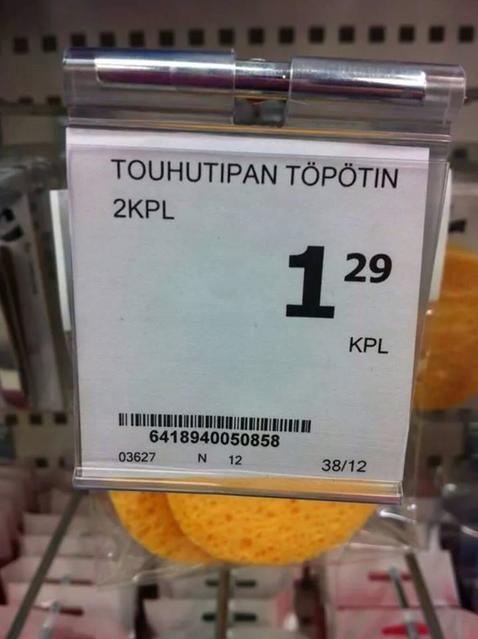 TOUHUTIPAN TÖPÖTIN
2KPL
1 29
KPL
6418940050858
03627 N 12 38/12